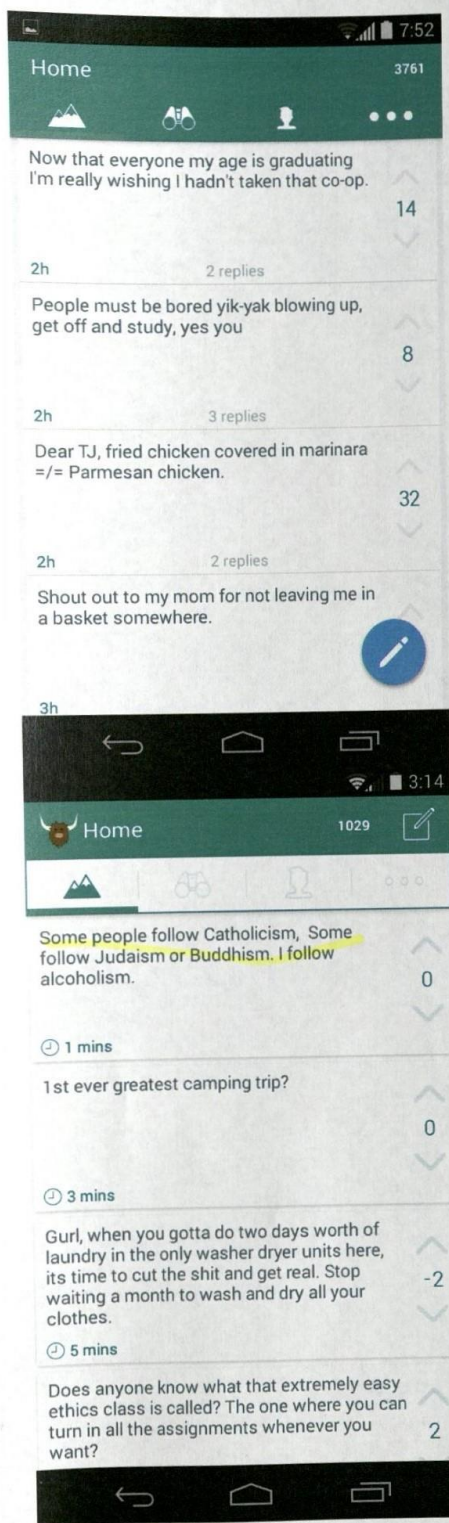 7:52
Home
3761
Now that everyone my age is graduating
I'm really wishing I hadn't taken that co-op.
14
2h
2 replies
People must be bored yik-yak blowing up,
get off and study, yes you
8
2h
3 replies
Dear TJ, fried chicken covered in marinara
=/= Parmesan chicken.
32
2h
2 replies
Shout out to my mom for not leaving me in
a basket somewhere.
3h
3:14
Home
1029
Some people follow Catholicism, Some
follow Judaism or Buddhism. I follow
alcoholism.
0
1 mins
1st ever greatest camping trip?
0
3 mins
Gurl, when you gotta do two days worth of
laundry in the only washer dryer units here,
its time to cut the shit and get real. Stop
waiting a month to wash and dry all your
clothes.
-2
5 mins
Does anyone know what that extremely easy
ethics class is called? The one where you can
turn in all the assignments whenever you
want?
2